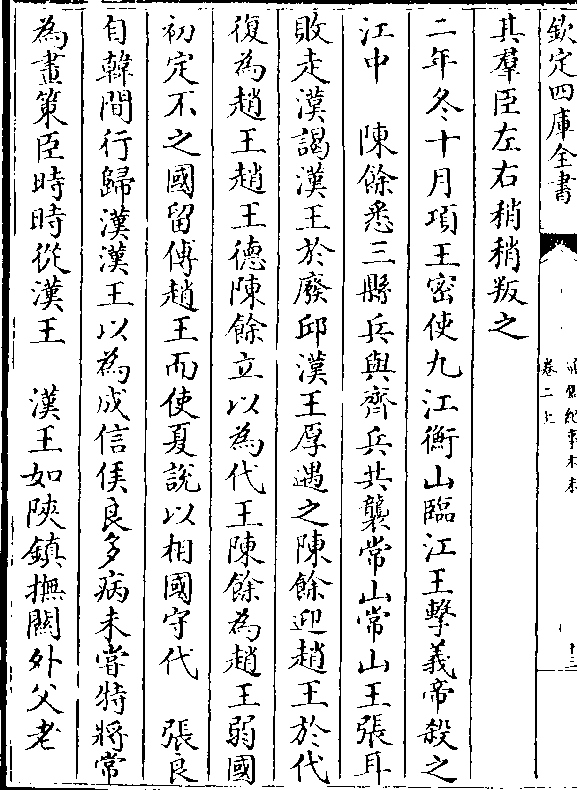 欽定四庫全書
卷二上
十三
其羣臣左右稍稍叛之
二年冬十月項王密使九江衡山臨江王擊義帝殺之
江中　陳餘悉三縣兵與齊兵共襲常山常山王張耳
敗走漢謁漢王於廢邱漢王厚遇之陳餘迎趙王於代
復為趙王趙王德陳餘立以為代王陳餘為趙王弱國
初定不之國留傅趙王而使夏說以相國守代　張良
自韓間行歸漢漢王以為成信侯良多病未嘗特將常
為畫策臣時時從漢王　漢王如陝鎮撫關外父老